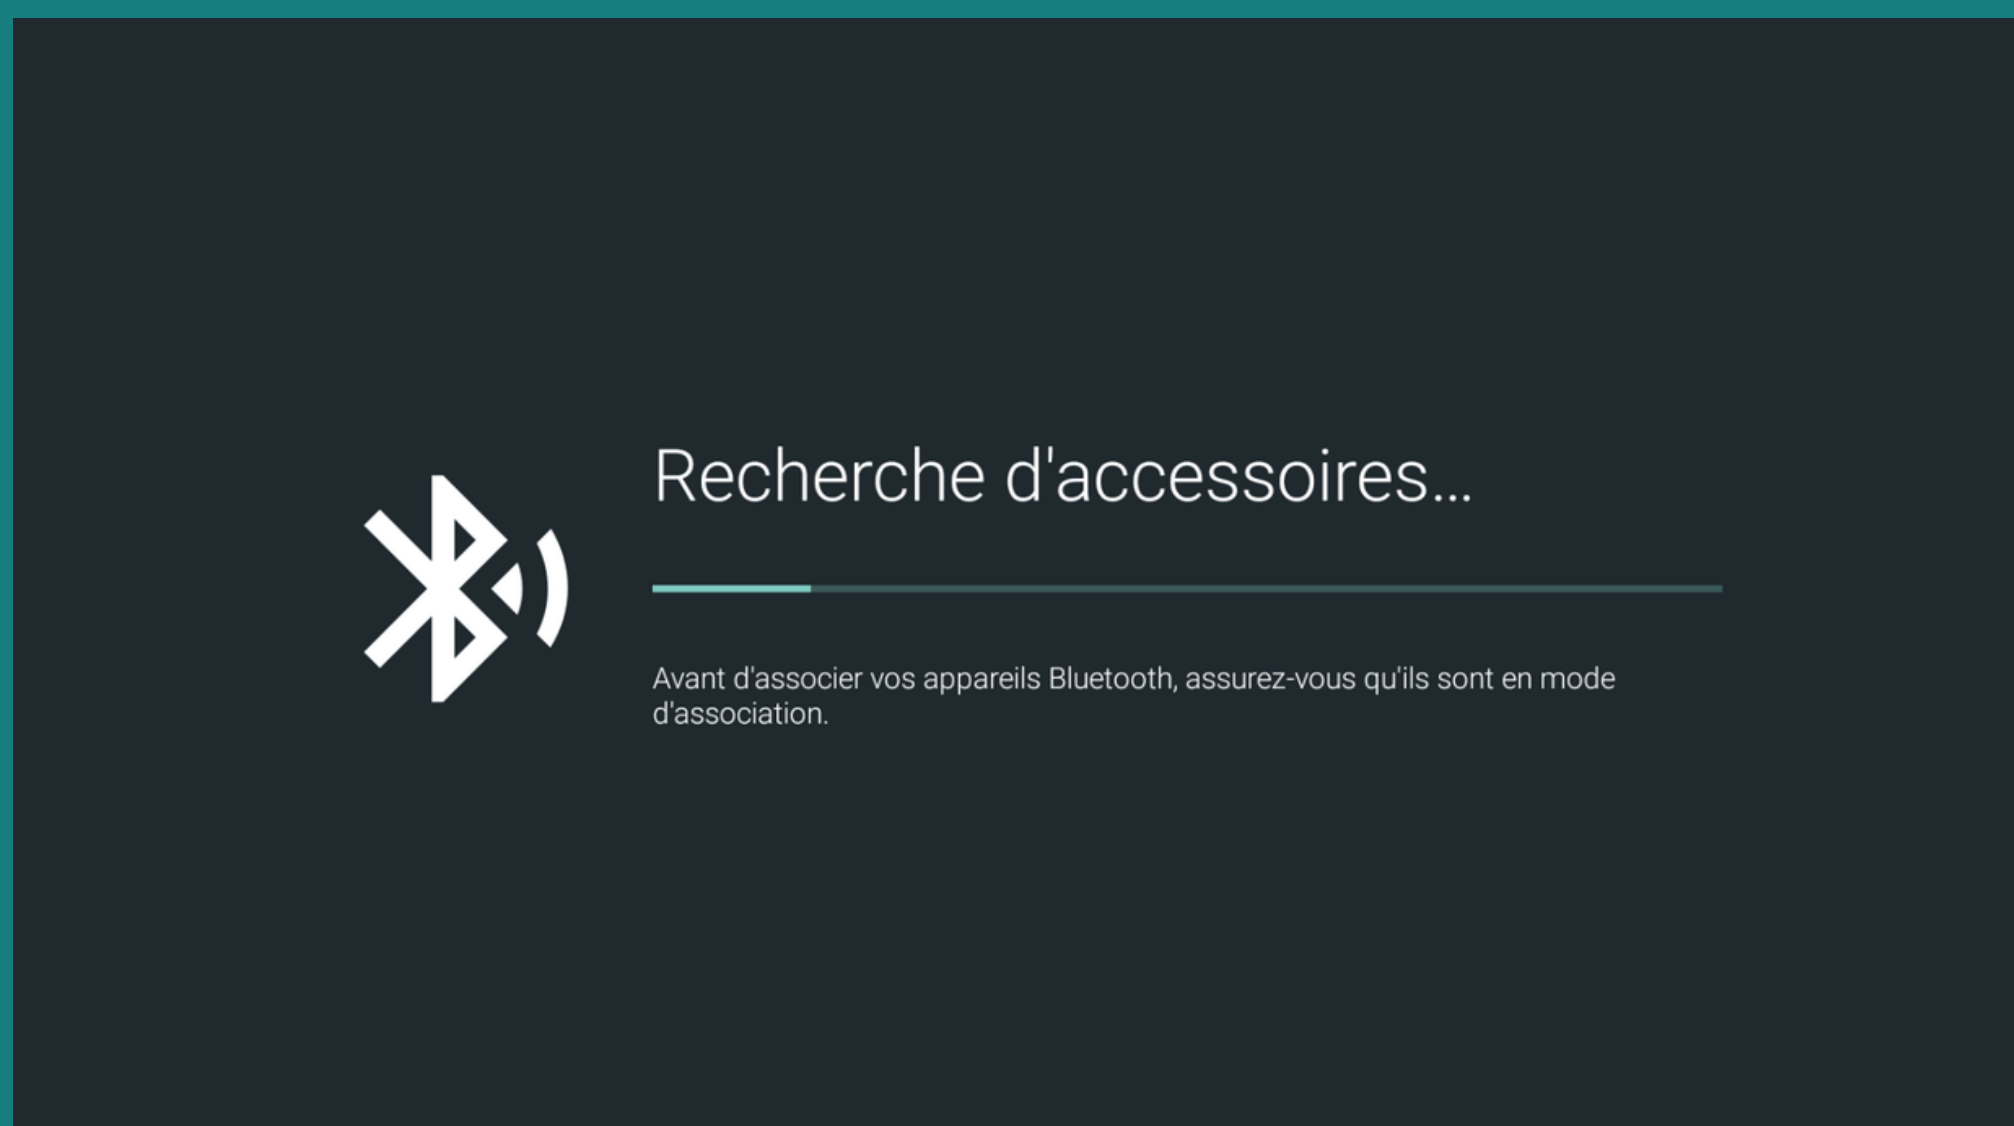 Recherche d'accessoires...
Avant d'associer vos appareils Bluetooth, assurez-vous qu'ils sont en mode
d'association.